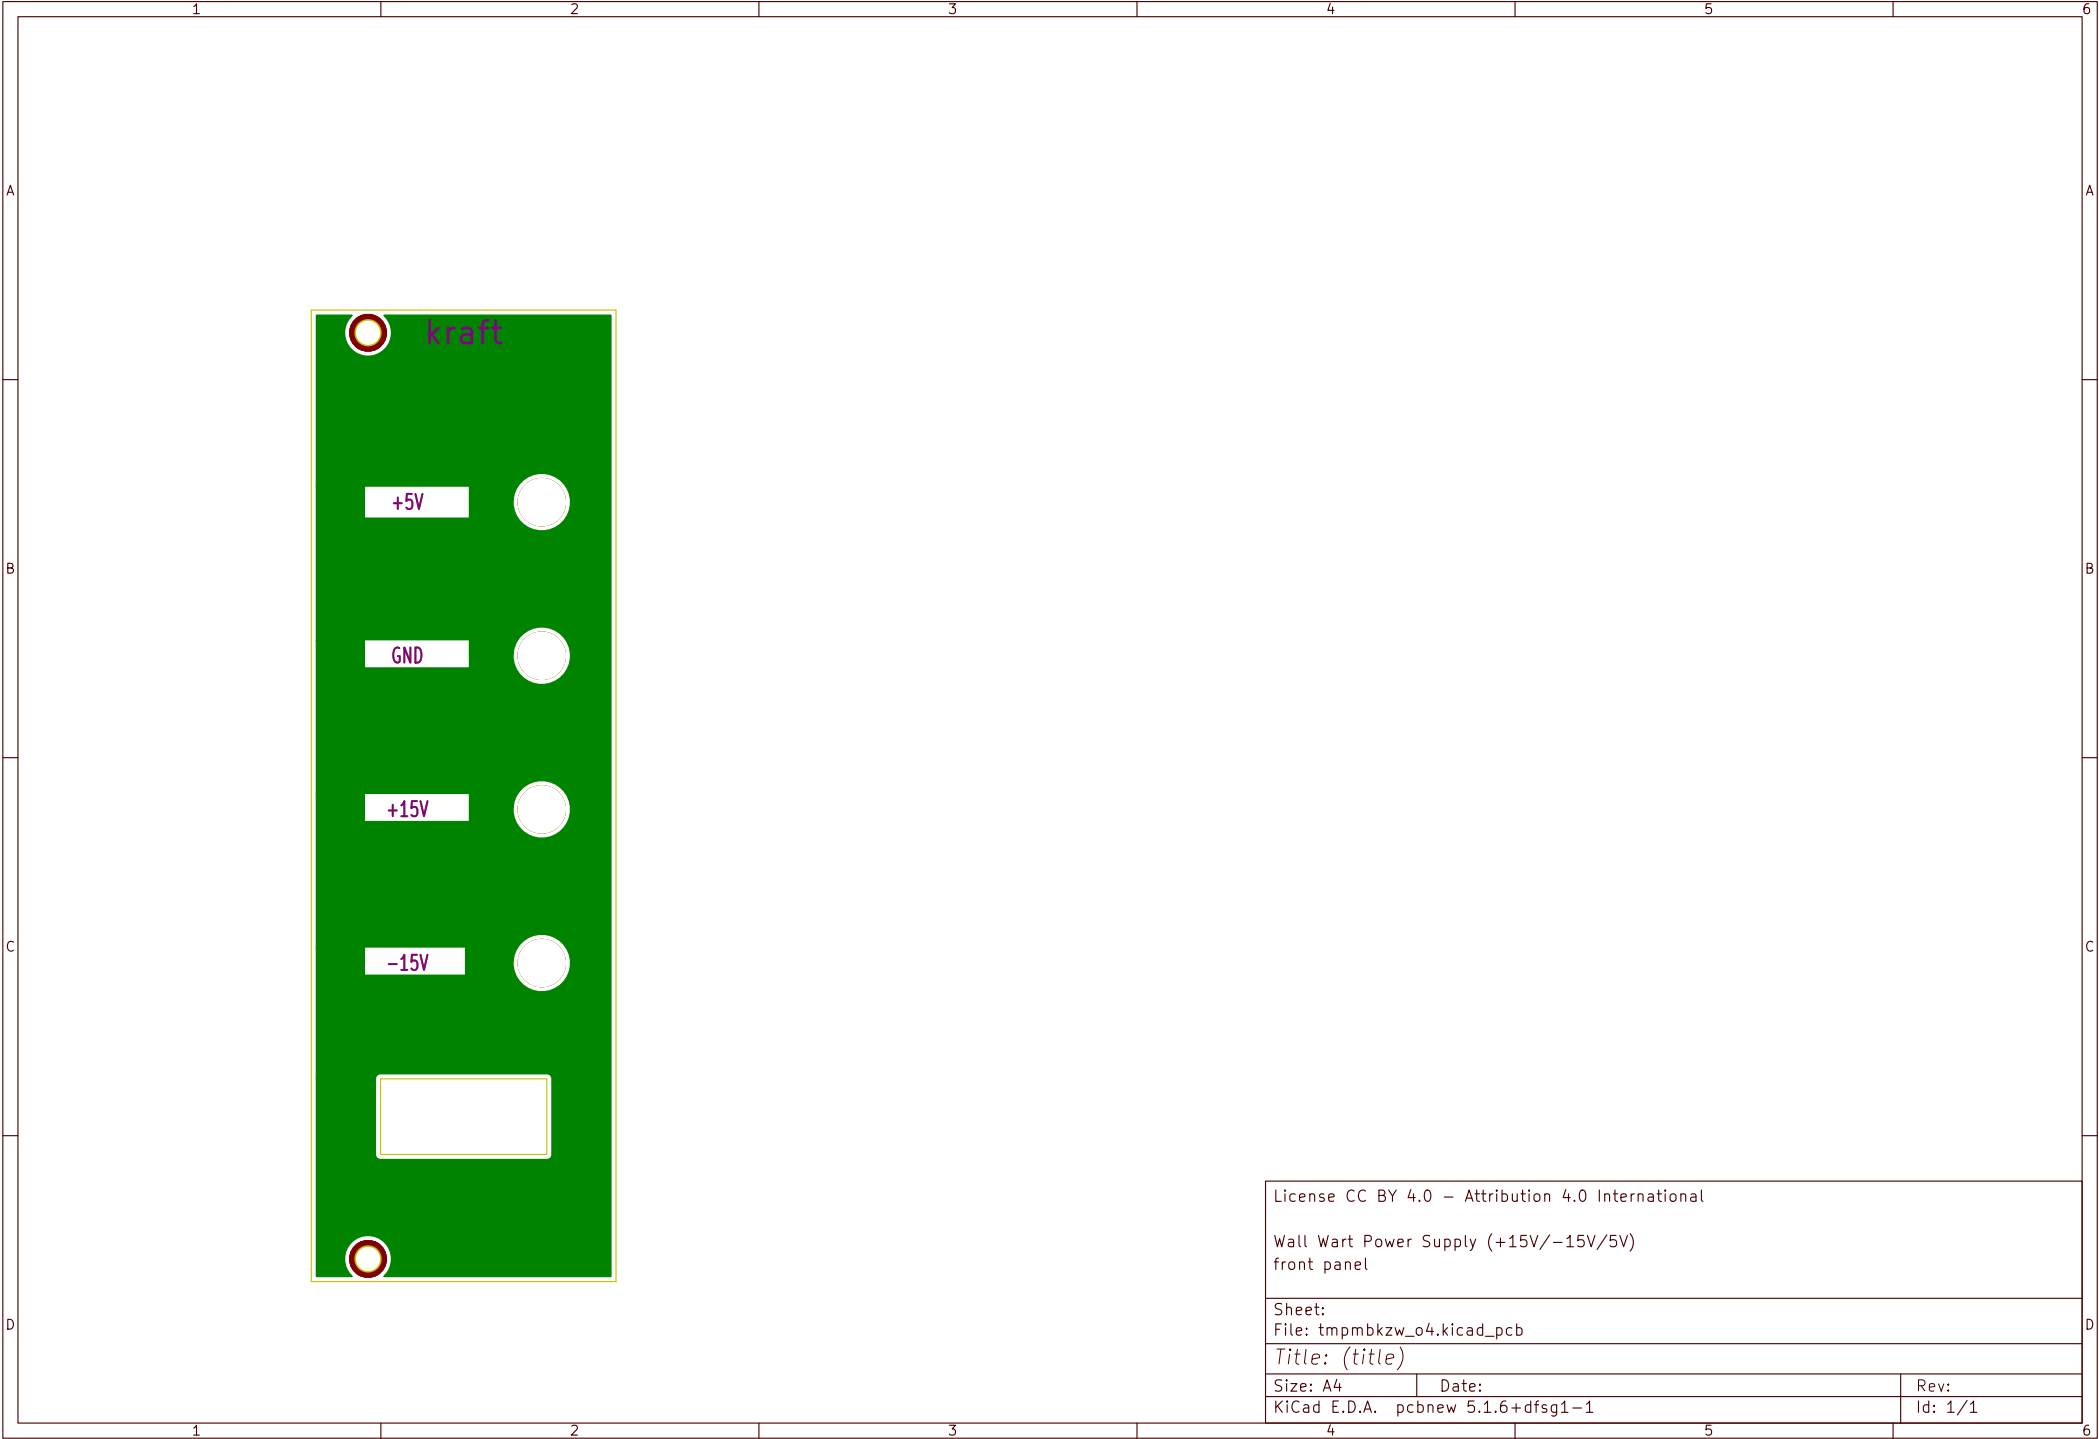 1 2 3 4 5 6
A A
kraft
+5V
B B
GND
+15V
C C
-15V
License CC BY 4.0 - Attribution 4.0 International
Wall Wart Power Supply (+15V/-15V/5V)
front panel
Sheet:
D D
File: tmpmbkzw_o4.kicad_pcb
Title: (title)
Size: A4 Date: Rev:
KiCad E.D.A. pcbnew 5.1.6+dfsg1-1 Id: 1/1
1 2 3 4 5 6